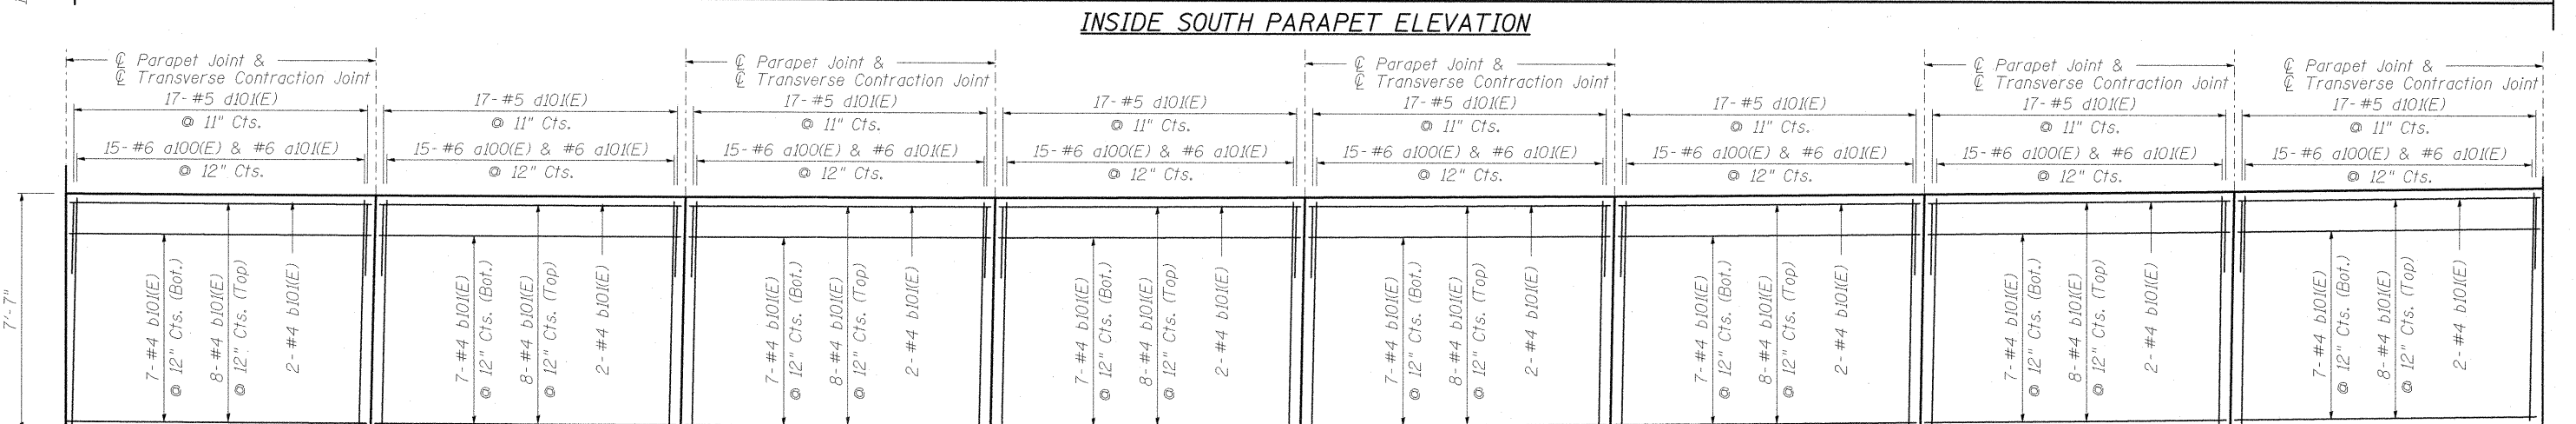 INSIDE SOUTH PARAPET ELEVATION
℄ Parapet Joint &
℄ Transverse Contraction Joint
℄ Parapet Joint &
℄ Transverse Contraction Joint
℄ Parapet Joint &
℄ Transverse Contraction Joint
℄ Parapet Joint &
℄ Transverse Contraction Joint
℄ Parapet Joint &
℄ Transverse Contraction Joint
17-#5 d101(E)
@ 11" Cts.
15-#6 a100(E) & #6 a101(E)
@ 12" Cts.
17-#5 d101(E)
@ 11" Cts.
15-#6 a100(E) & #6 a101(E)
@ 12" Cts.
17-#5 d101(E)
@ 11" Cts.
15-#6 a100(E) & #6 a101(E)
@ 12" Cts.
17-#5 d101(E)
@ 11" Cts.
15-#6 a100(E) & #6 a101(E)
@ 12" Cts.
17-#5 d101(E)
@ 11" Cts.
15-#6 a100(E) & #6 a101(E)
@ 12" Cts.
17-#5 d101(E)
@ 11" Cts.
15-#6 a100(E) & #6 a101(E)
@ 12" Cts.
17-#5 d101(E)
@ 11" Cts.
15-#6 a100(E) & #6 a101(E)
@ 12" Cts.
17-#5 d101(E)
@ 11" Cts.
15-#6 a100(E) & #6 a101(E)
@ 12" Cts.
7'-7"
7-#4 b101(E)
@ 12" Cts. (Bot.)
8-#4 b101(E)
@ 12" Cts. (Top)
2-#4 b101(E)
7-#4 b101(E)
@ 12" Cts. (Bot.)
8-#4 b101(E)
@ 12" Cts. (Top)
2-#4 b101(E)
7-#4 b101(E)
@ 12" Cts. (Bot.)
8-#4 b101(E)
@ 12" Cts. (Top)
2-#4 b101(E)
7-#4 b101(E)
@ 12" Cts. (Bot.)
8-#4 b101(E)
@ 12" Cts. (Top)
2-#4 b101(E)
7-#4 b101(E)
@ 12" Cts. (Bot.)
8-#4 b101(E)
@ 12" Cts. (Top)
2-#4 b101(E)
7-#4 b101(E)
@ 12" Cts. (Bot.)
8-#4 b101(E)
@ 12" Cts. (Top)
2-#4 b101(E)
7-#4 b101(E)
@ 12" Cts. (Bot.)
8-#4 b101(E)
@ 12" Cts. (Top)
2-#4 b101(E)
7-#4 b101(E)
@ 12" Cts. (Bot.)
8-#4 b101(E)
@ 12" Cts. (Top)
2-#4 b101(E)